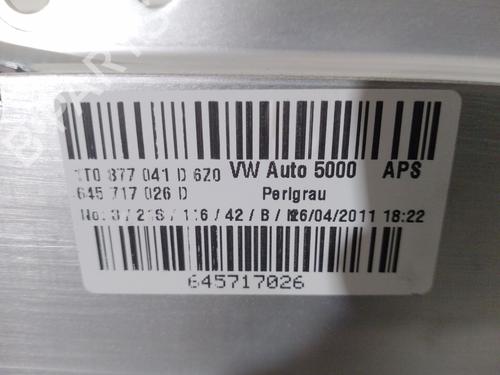 1T0 877 041 D 6Z0 VW Auto 5000 APS
645 717 026 D Perlgrau
No: 3 / 21S / 116 / 42 / B / 26/04/2011 18:22
645717026